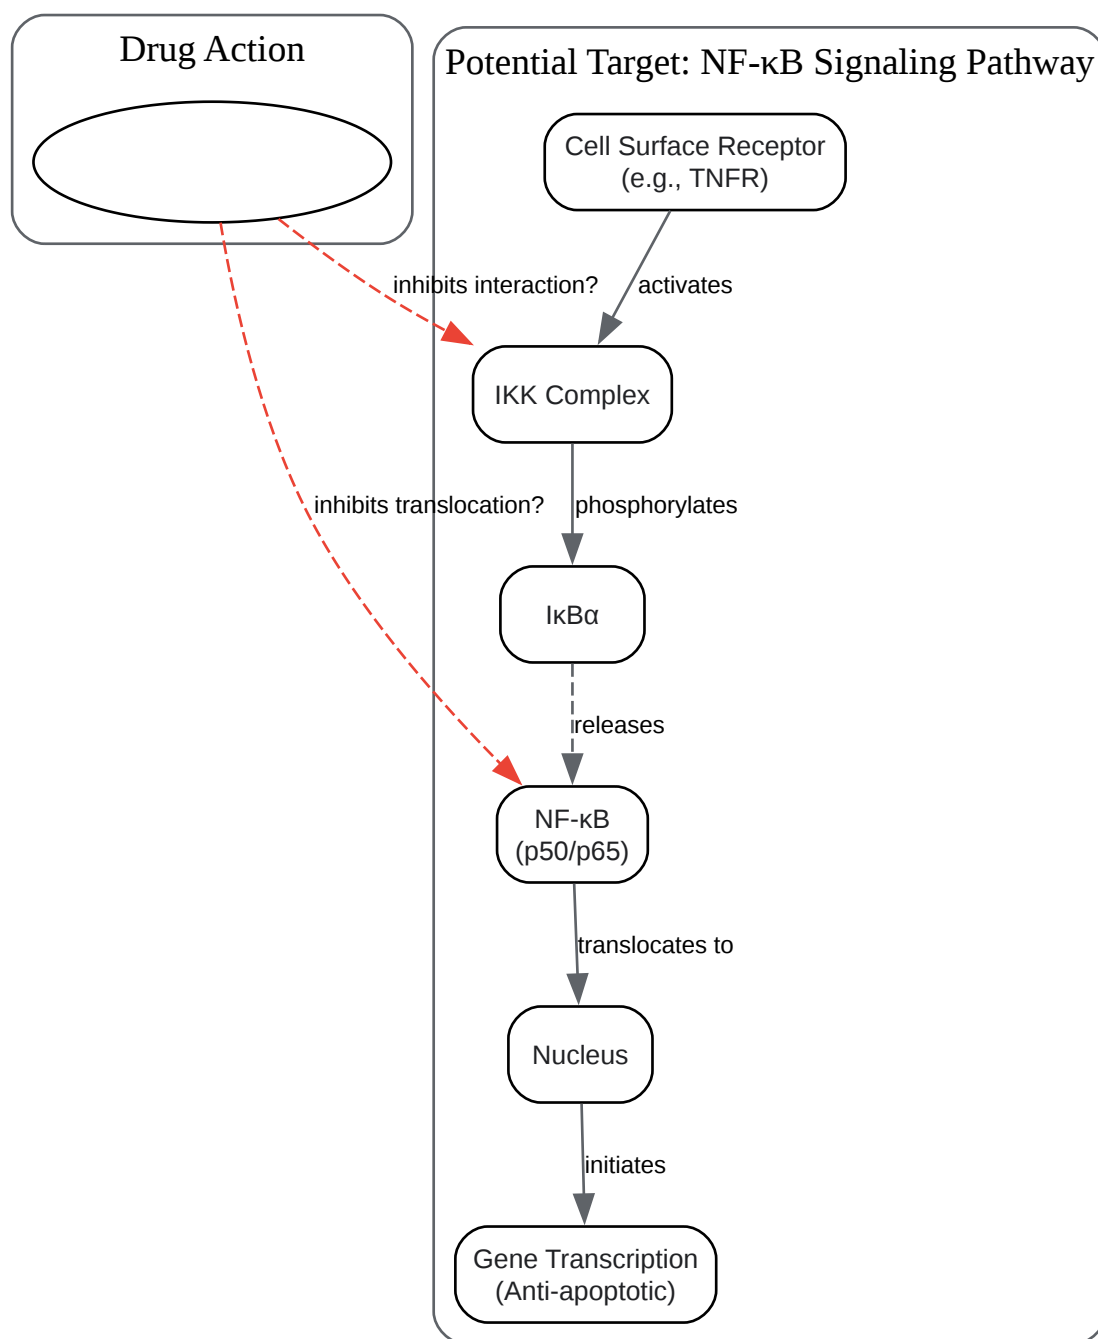 Drug Action
Potential Target: NF-κB Signaling Pathway
Cell Surface Receptor
(e.g., TNFR)
inhibits interaction?
activates
IKK Complex
inhibits translocation?
phosphorylates
IκBα
releases
NF-κB
(p50/p65)
translocates to
Nucleus
initiates
Gene Transcription
(Anti-apoptotic)